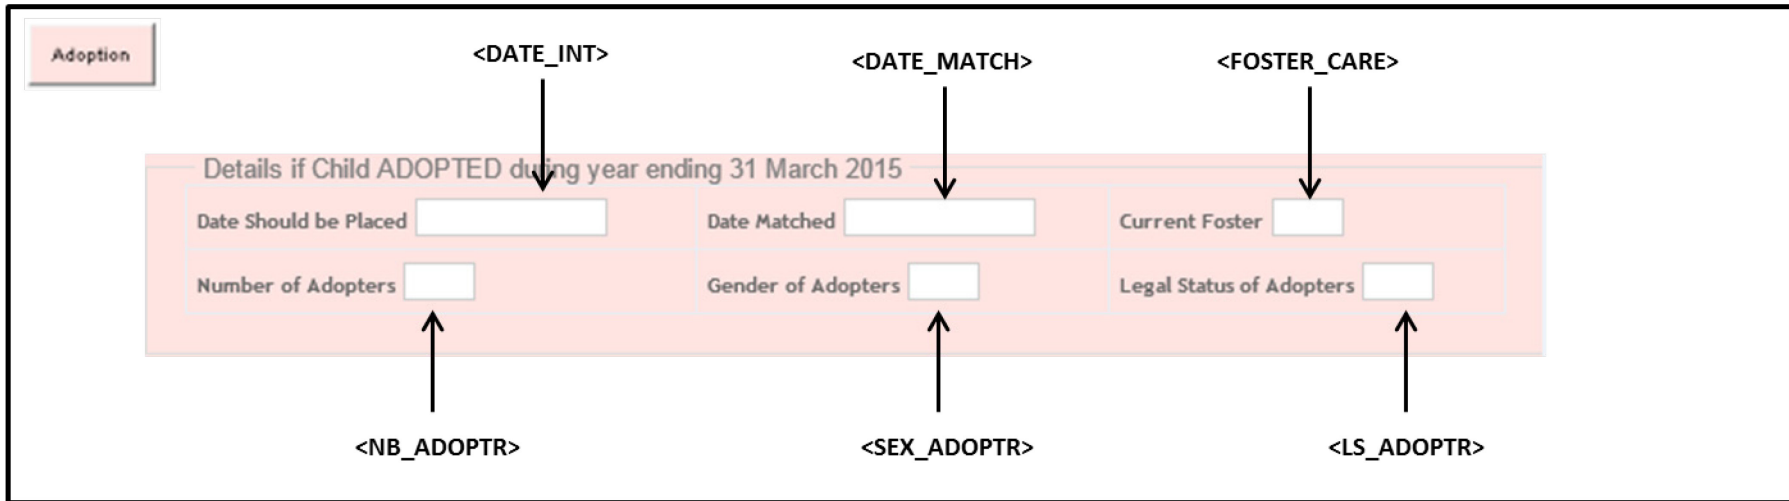 Adoption
<DATE_INT>
<DATE_MATCH>
<FOSTER_CARE>
Details if Child ADOPTED during year ending 31 March 2015
Date Should be Placed
Date Matched
Current Foster
Number of Adopters
Gender of Adopters
Legal Status of Adopters
<NB_ADOPTR>
<SEX_ADOPTR>
<LS_ADOPTR>